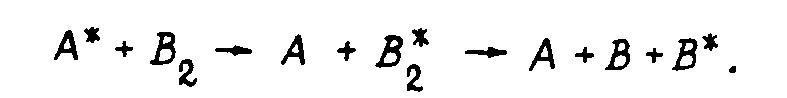 A* + B₂ → A + B₂* → A + B + B*.